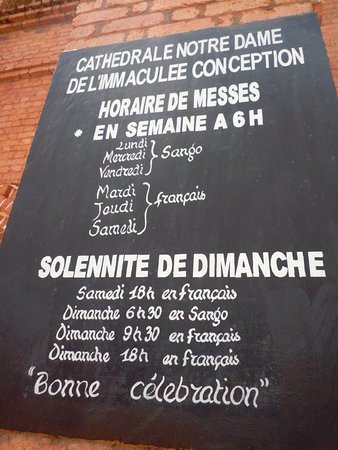 CATHEDRALE NOTRE DAME
DE L'IMMACULEE CONCEPTION
HORAIRE DE MESSES
• EN SEMAINE A 6H
Lundi
Mercredi } Sango
Vendredi
Mardi
Jeudi } français
Samedi
SOLENNITE DE DIMANCHE
Samedi 18h en français
Dimanche 6h30 en Sango
Dimanche 9h30 en français
Dimanche 18h en français
"Bonne célebration"